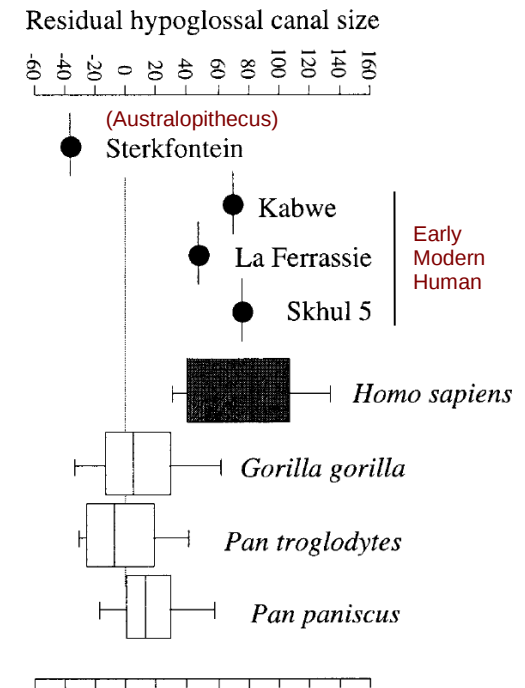 Residual hypoglossal canal size
-60 -40 -20 0 20 40 60 80 100 120 140 160
(Australopithecus)
Sterkfontein
Kabwe
La Ferrassie
Skhul 5
Early
Modern
Human
Homo sapiens
Gorilla gorilla
Pan troglodytes
Pan paniscus